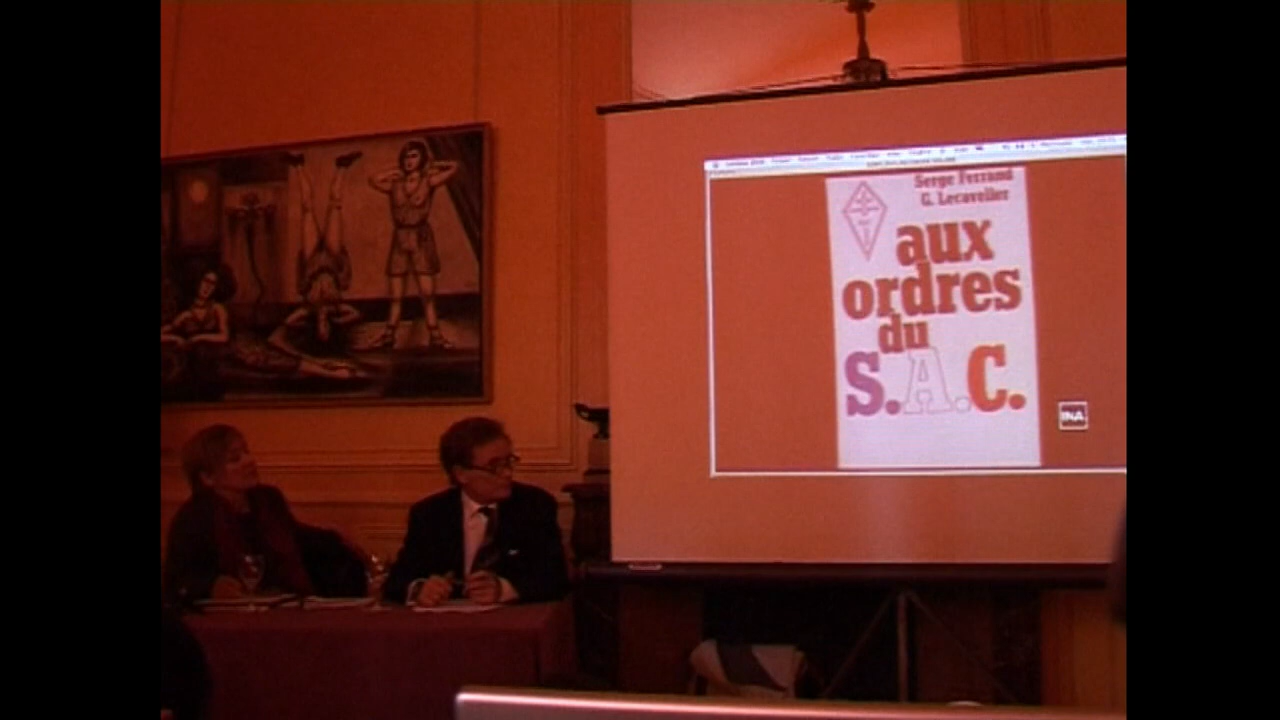 Serge Ferrand
G. Lecavelier
aux
ordres
du
S.A.C.
INA